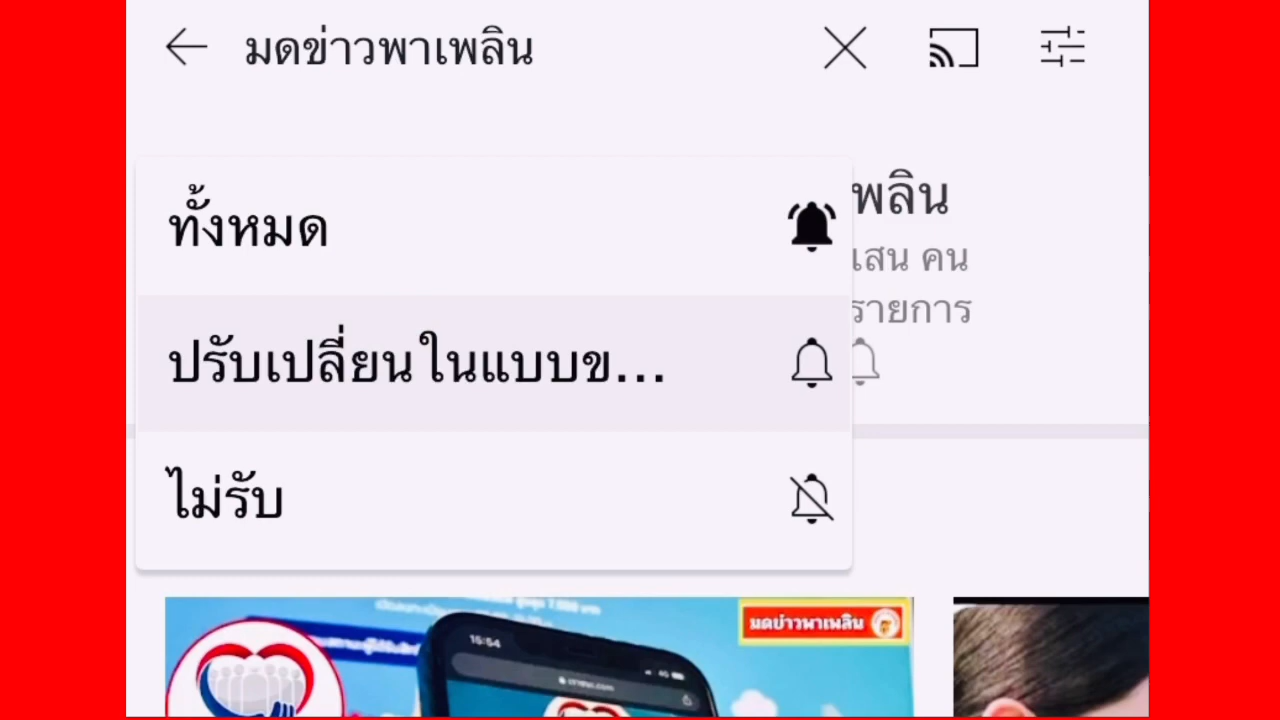 มดข่าวพาเพลิน
พลิน
ทั้งหมด
เสน คน
รายการ
ปรับเปลี่ยนในแบบข...
ไม่รับ
มดข่าวพาเพลิน
15:54
4G